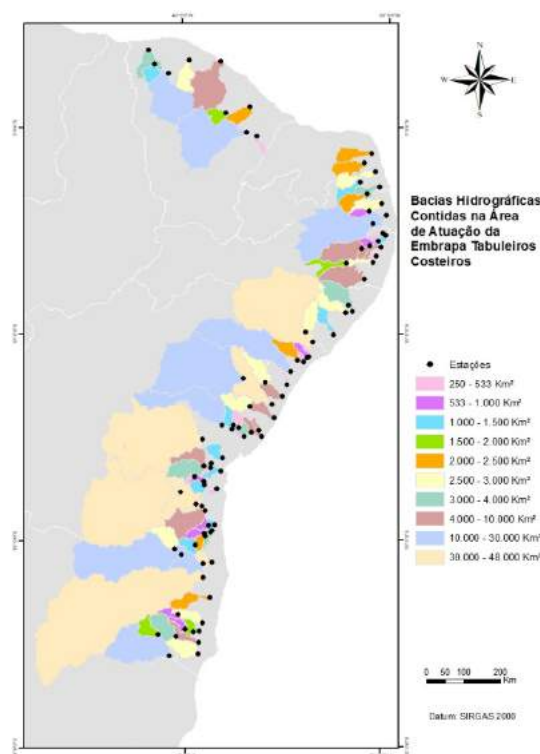 N
W
E
S
Bacias Hidrográficas
Contidas na Área
de Atuação da
Embrapa Tabuleiros
Costeiros
Estações
250 - 533 Km²
533 - 1.000 Km²
1.000 - 1.500 Km²
1.500 - 2.000 Km²
2.000 - 2.500 Km²
2.500 - 3.000 Km²
3.000 - 4.000 Km²
4.000 - 10.000 Km²
10.000 - 30.000 Km²
30.000 - 48.000 Km²
0 50 100 200
Km
Datum: SIRGAS 2000